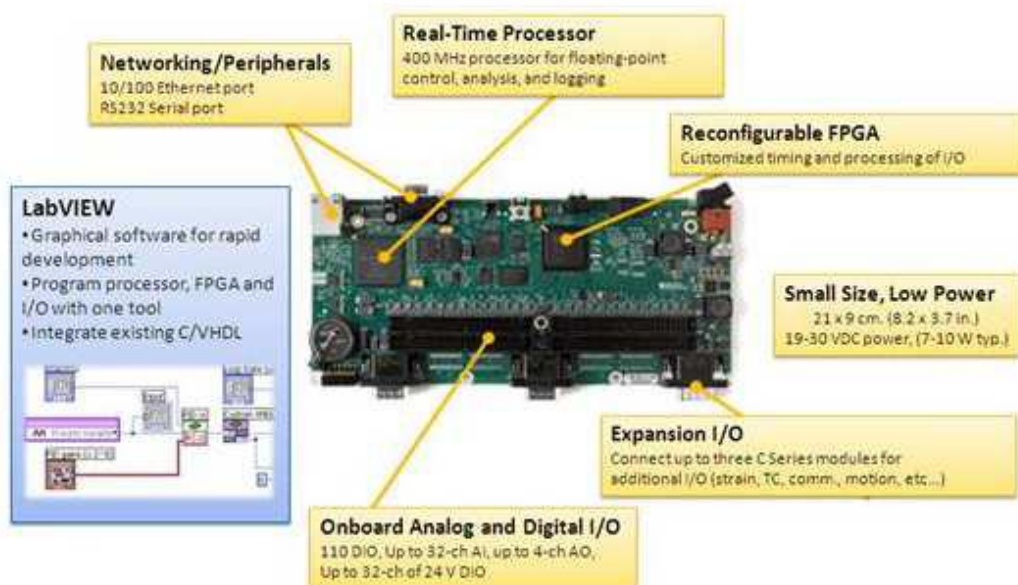 Real-Time Processor
400 MHz processor for floating-point
control, analysis, and logging
Networking/Peripherals
10/100 Ethernet port
RS232 Serial port
Reconfigurable FPGA
Customized timing and processing of I/O
LabVIEW
•Graphical software for rapid
development
•Program processor, FPGA and
I/O with one tool
•Integrate existing C/VHDL
Small Size, Low Power
21 x 9 cm. (8.2 x 3.7 in.)
19-30 VDC power, (7-10 W typ.)
Expansion I/O
Connect up to three C Series modules for
additional I/O (strain, TC, comm., motion, etc...)
Onboard Analog and Digital I/O
110 DIO, Up to 32-ch AI, up to 4-ch AO,
Up to 32-ch of 24 V DIO